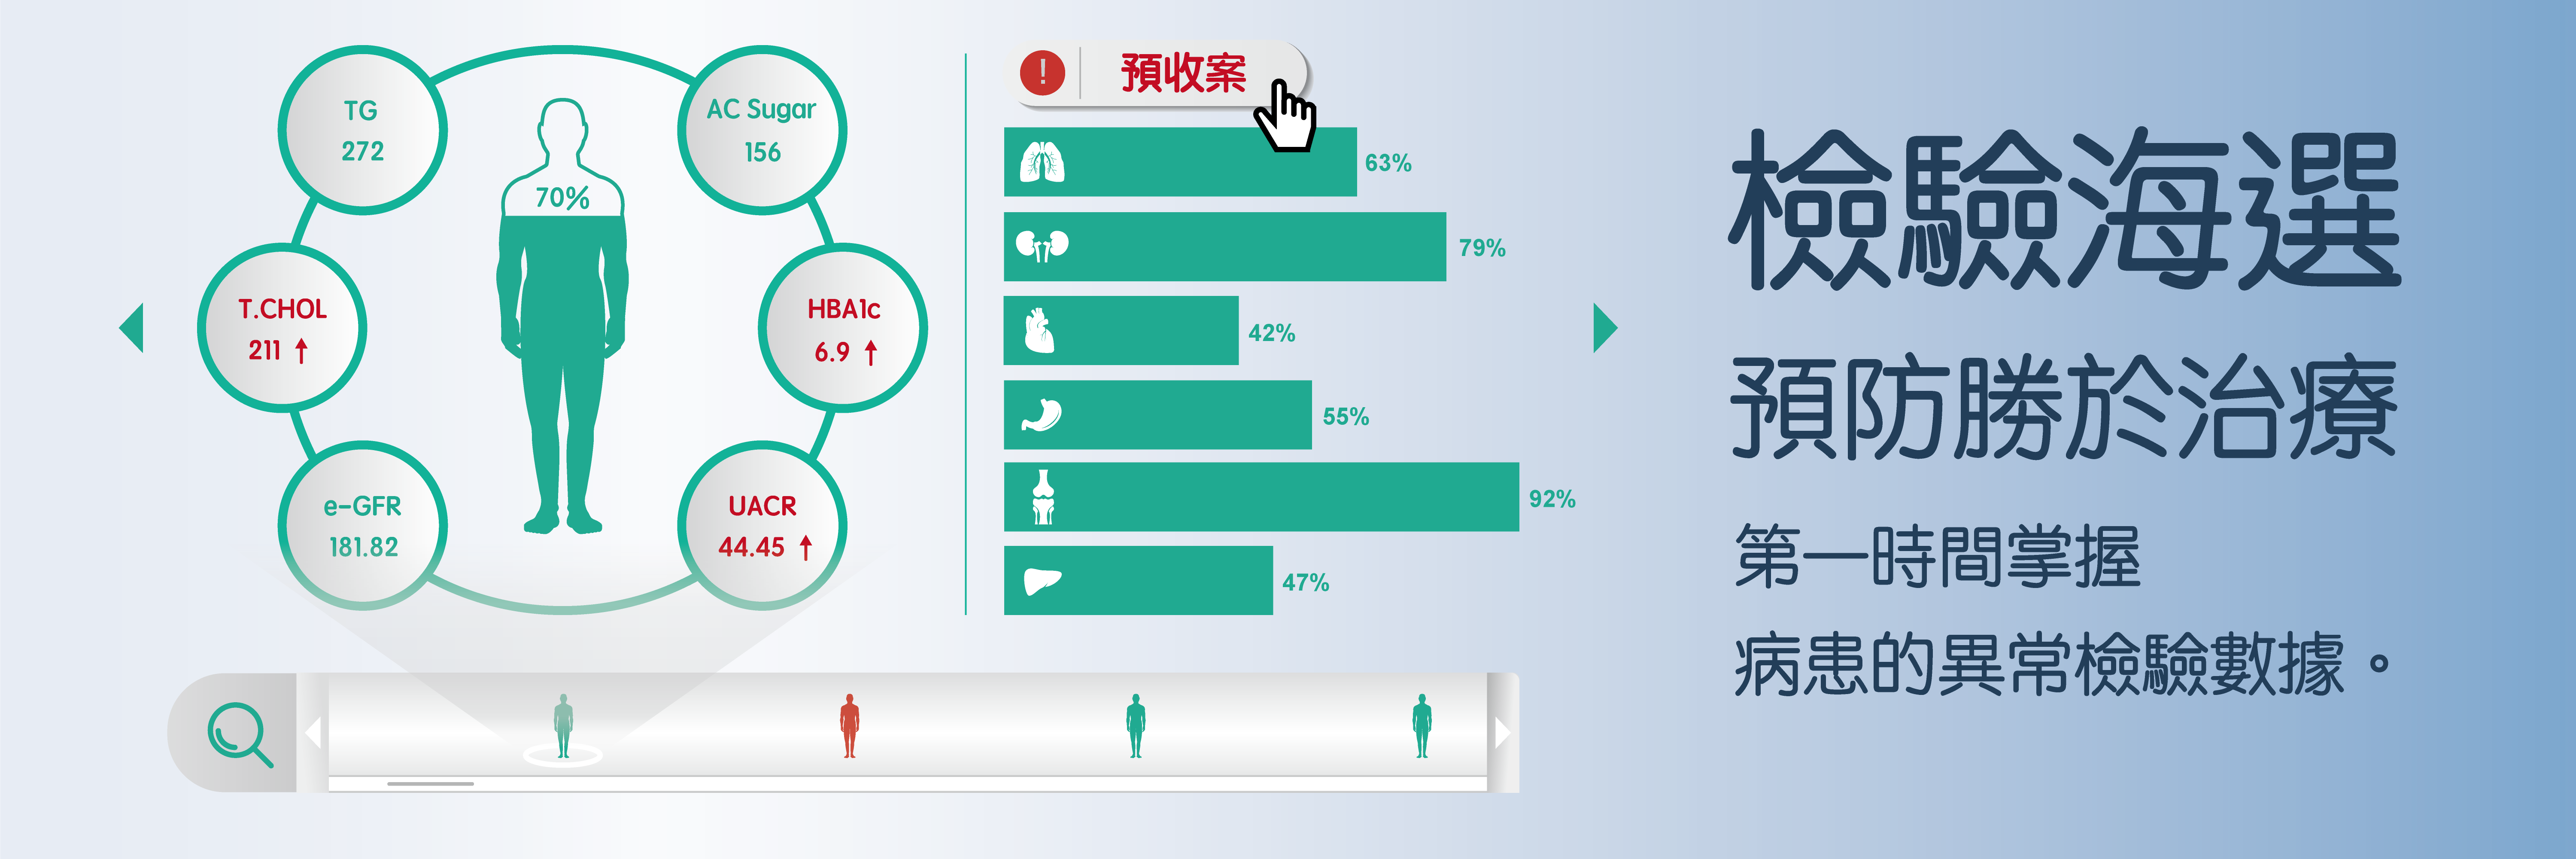 TG
272
AC Sugar
156
T.CHOL
211 ↑
70%
HBA1c
6.9 ↑
e-GFR
181.82
UACR
44.45 ↑
! 預收案
63%
79%
42%
55%
92%
47%
檢驗海選
預防勝於治療
第一時間掌握
病患的異常檢驗數據。